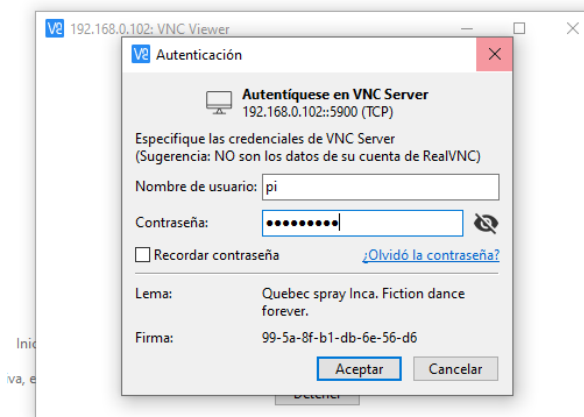 192.168.0.102: VNC Viewer
Autenticación
Autentíquese en VNC Server
192.168.0.102::5900 (TCP)
Especifique las credenciales de VNC Server
(Sugerencia: NO son los datos de su cuenta de RealVNC)
Nombre de usuario: pi
Contraseña: •••••••••
Recordar contraseña ¿Olvidó la contraseña?
Lema: Quebec spray Inca. Fiction dance
forever.
Firma: 99-5a-8f-b1-db-6e-56-d6
Aceptar Cancelar